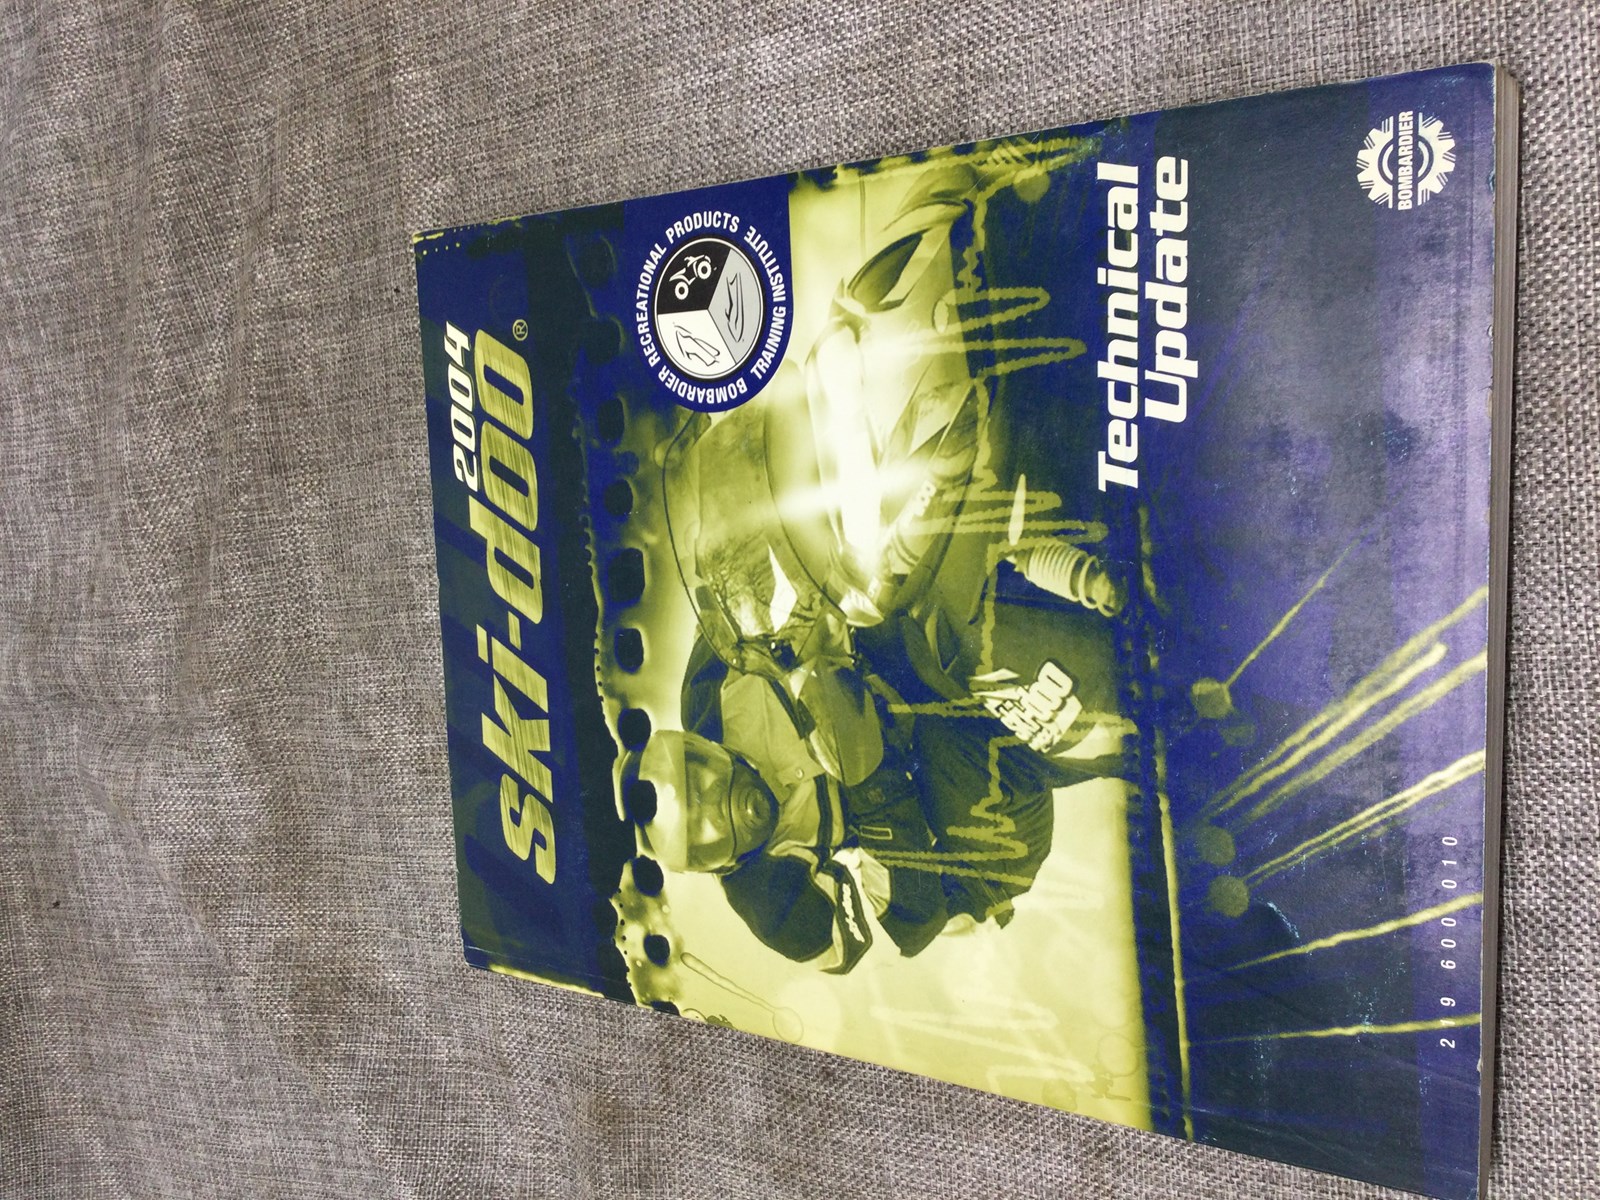 2004
ski-doo®
BOMBARDIER RECREATIONAL PRODUCTS
TRAINING INSTITUTE
Technical
Update
219 600 010
BOMBARDIER